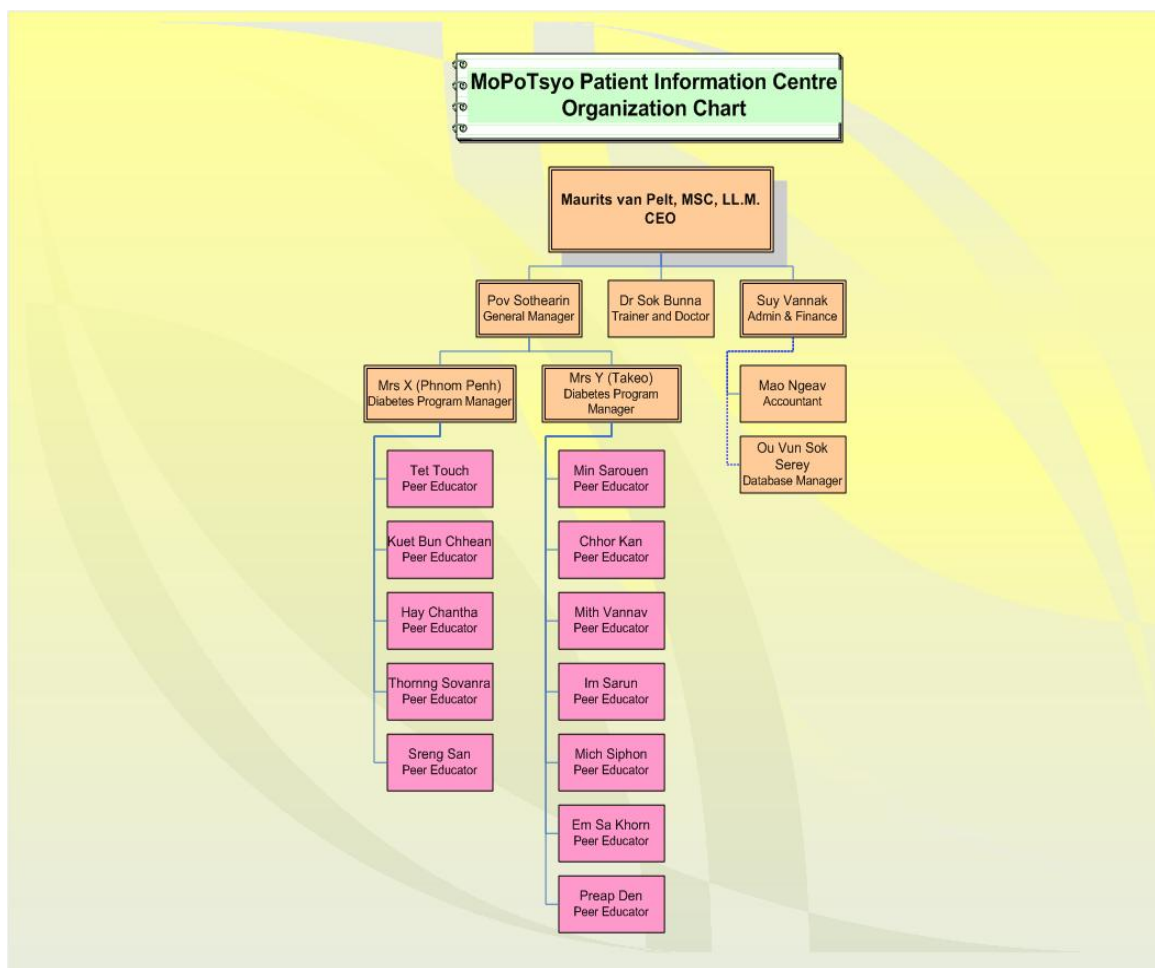 MoPoTsyo Patient Information Centre
Organization Chart
Maurits van Pelt, MSC, LL.M.
CEO
Pov Sothearin
General Manager
Dr Sok Bunna
Trainer and Doctor
Suy Vannak
Admin & Finance
Mrs X (Phnom Penh)
Diabetes Program Manager
Mrs Y (Takeo)
Diabetes Program
Manager
Mao Ngeav
Accountant
Ou Vun Sok
Serey
Database Manager
Tet Touch
Peer Educator
Kuet Bun Chhean
Peer Educator
Hay Chantha
Peer Educator
Thornng Sovanra
Peer Educator
Sreng San
Peer Educator
Min Sarouen
Peer Educator
Chhor Kan
Peer Educator
Mith Vannav
Peer Educator
Im Sarun
Peer Educator
Mich Siphon
Peer Educator
Em Sa Khorn
Peer Educator
Preap Den
Peer Educator